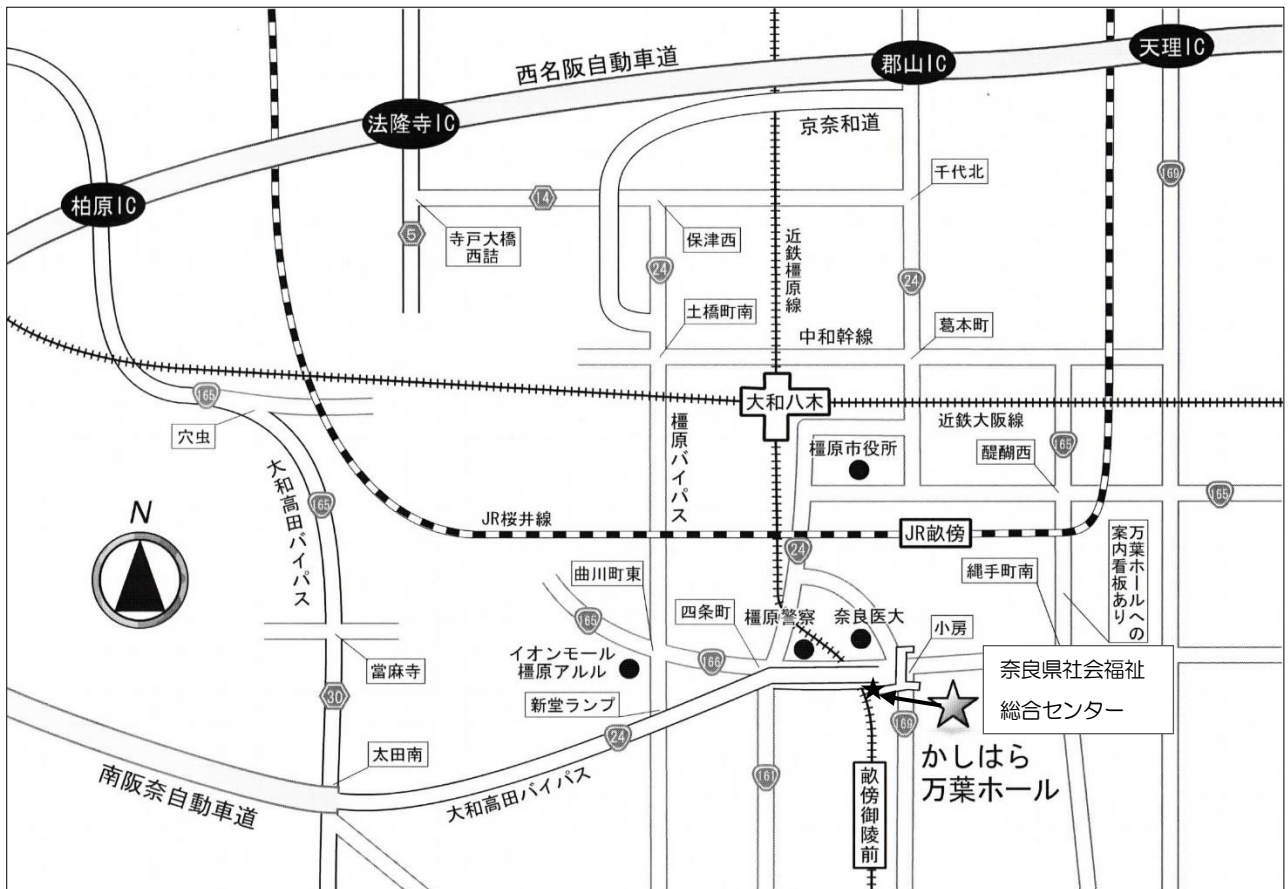 西名阪自動車道
郡山IC
天理IC
法隆寺IC
京奈和道
柏原IC
千代北
169
14
寺戸大橋
西詰
5
保津西
近鉄橿原線
24
24
土橋町南
中和幹線
葛本町
大和八木
165
穴虫
近鉄大阪線
橿原バイパス
橿原市役所
165
醍醐西
165
大和高田バイパス
165
N
JR桜井線
JR畝傍
24
万葉ホールへの
案内看板あり
曲川町東
縄手町南
165
四条町
橿原警察
奈良医大
小房
當麻寺
イオンモール
橿原アルル
166
奈良県社会福祉
総合センター
30
新堂ランプ
24
169
太田南
かしはら
万葉ホール
161
南阪奈自動車道
大和高田バイパス
畝傍御陵前